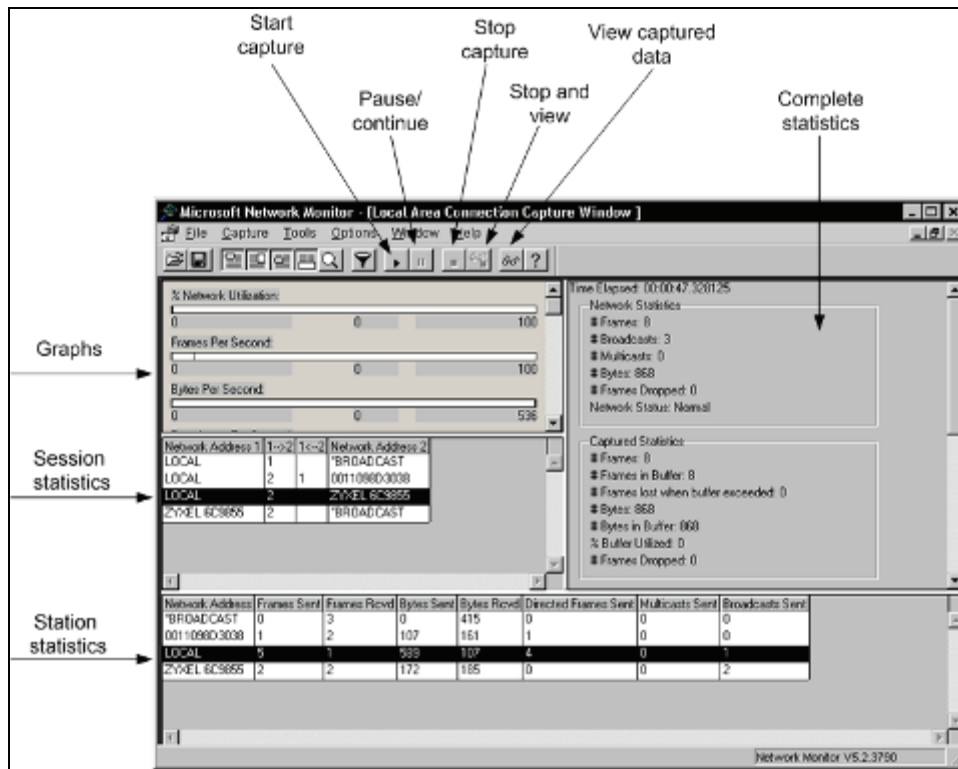 Start
capture
Stop
capture
View captured
data
Pause/
continue
Stop and
view
Complete
statistics
Microsoft Network Monitor - [Local Area Connection Capture Window ]
File Capture Tools Options Window Help
Graphs
% Network Utilization:
0 0 100
Frames Per Second:
0 0 100
Bytes Per Second:
0 0 536
Time Elapsed: 00:00:47.328125
Network Statistics
# Frames: 8
# Broadcasts: 3
# Multicasts: 0
# Bytes: 868
# Frames Dropped: 0
Network Status: Normal
Session
statistics
Network Address 1 1-->2 1<--2 Network Address 2
LOCAL 1 *BROADCAST
LOCAL 2 1 0011098D3038
LOCAL 2 ZYXEL 6C9855
ZYXEL 6C9855 2 *BROADCAST
Captured Statistics
# Frames: 8
# Frames in Buffer: 8
# Frames lost when buffer exceeded: 0
# Bytes: 868
# Bytes in Buffer: 868
% Buffer Utilized: 0
# Frames Dropped: 0
Station
statistics
Network Address Frames Sent Frames Rcvd Bytes Sent Bytes Rcvd Directed Frames Sent Multicasts Sent Broadcasts Sent
*BROADCAST 0 3 0 415 0 0 0
0011098D3038 1 2 107 161 1 0 0
LOCAL 5 1 589 107 4 0 1
ZYXEL 6C9855 2 2 172 185 0 0 2
Network Monitor V5.2.3790